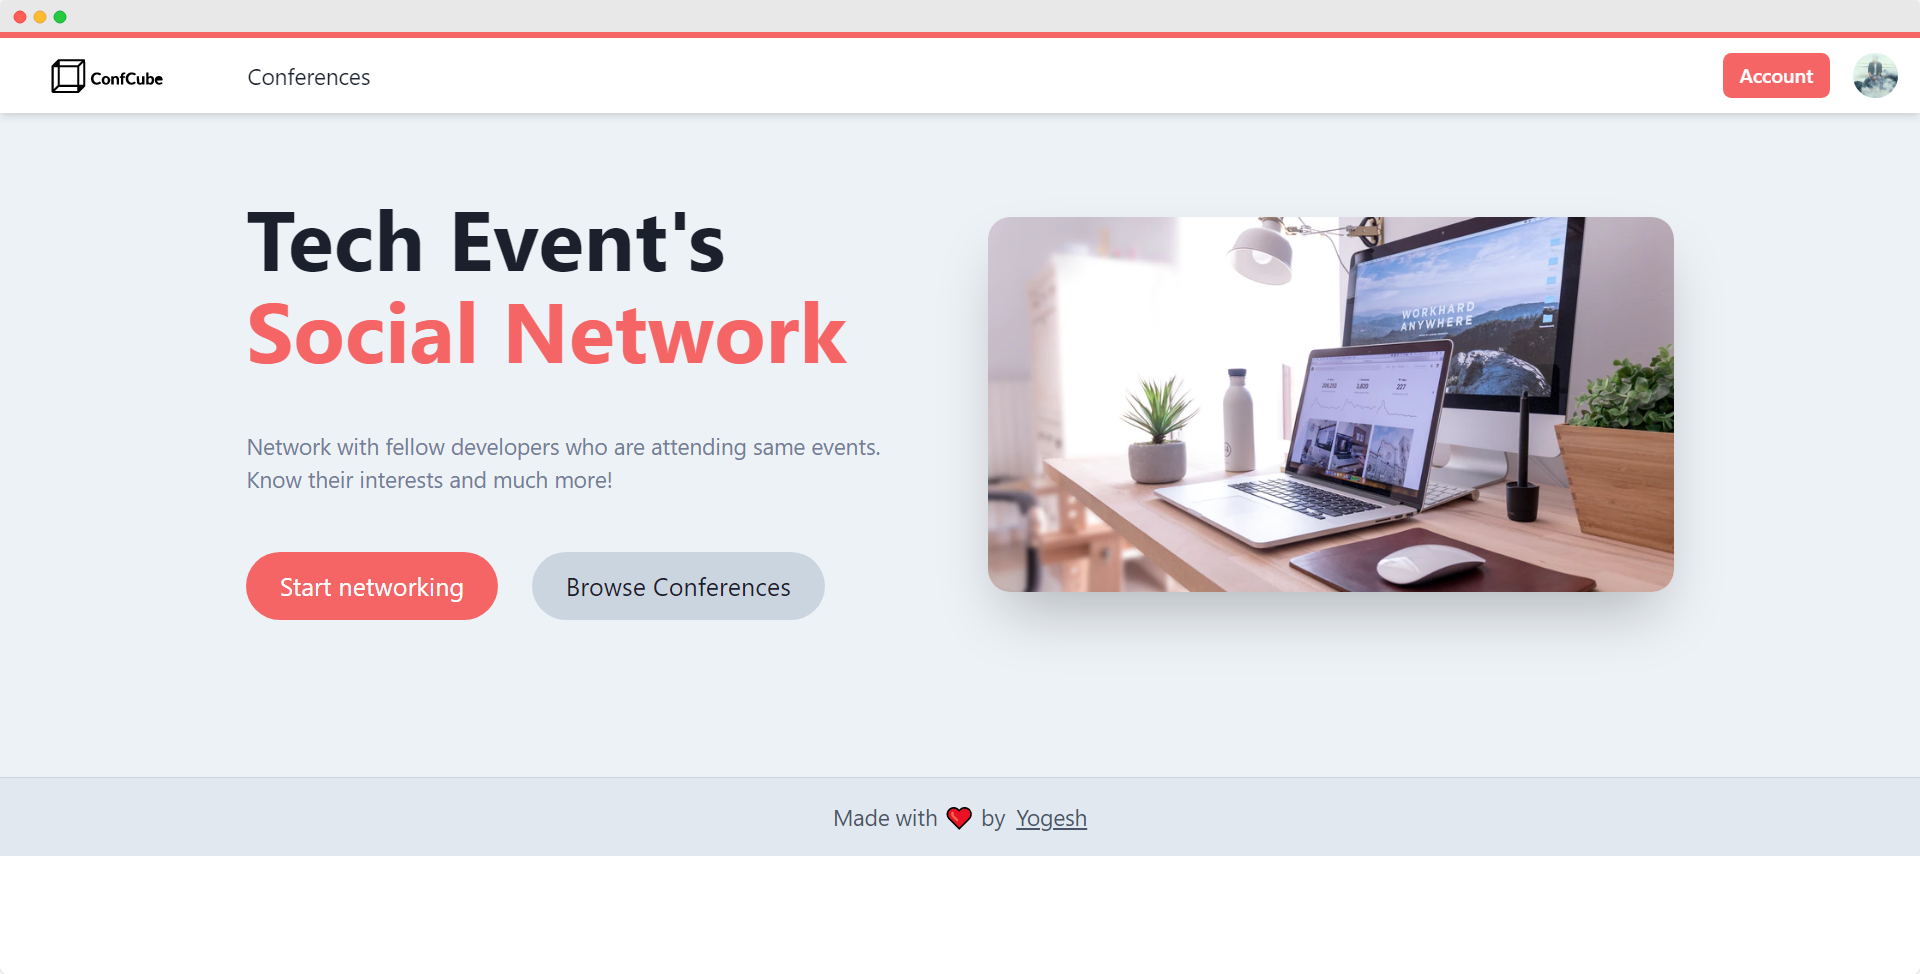 ConfCube
Conferences
Account
Tech Event's
Social Network
Network with fellow developers who are attending same events.
Know their interests and much more!
Start networking
Browse Conferences
WORKHARD
ANYWHERE
Made with ❤️ by Yogesh